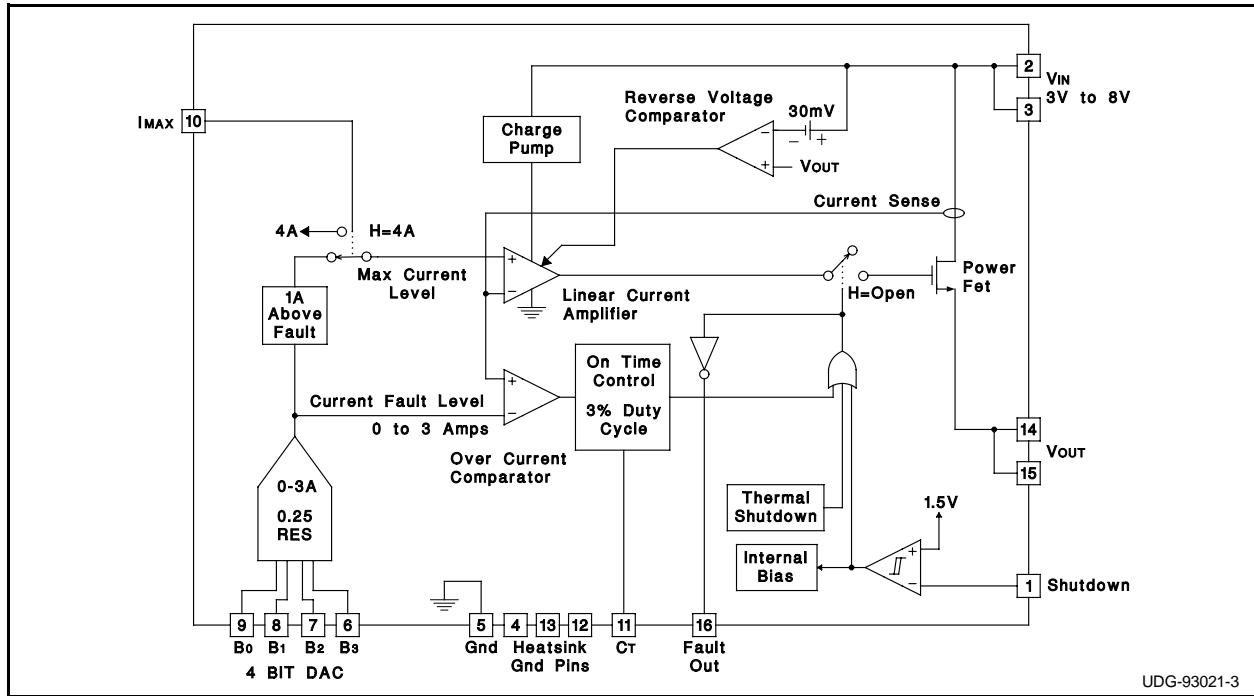 2
VIN
3V to 8V
3
Reverse Voltage
Comparator
30mV
−
− +
+
VOUT
IMAX
10
Charge
Pump
Current Sense
4A
H=4A
+
−
Max Current
Level
Linear Current
Amplifier
H=Open
Power
Fet
1A
Above
Fault
On Time
Control
3% Duty
Cycle
+
−
Current Fault Level
0 to 3 Amps
Over Current
Comparator
14
VOUT
15
0-3A
0.25
RES
Thermal
Shutdown
1.5V
Internal
Bias
+
−
1
Shutdown
9
8
7
6
5
4
13
12
11
16
B0
B1
B2
B3
Gnd
Heatsink
Gnd Pins
CT
Fault
Out
4 BIT DAC
UDG-93021-3